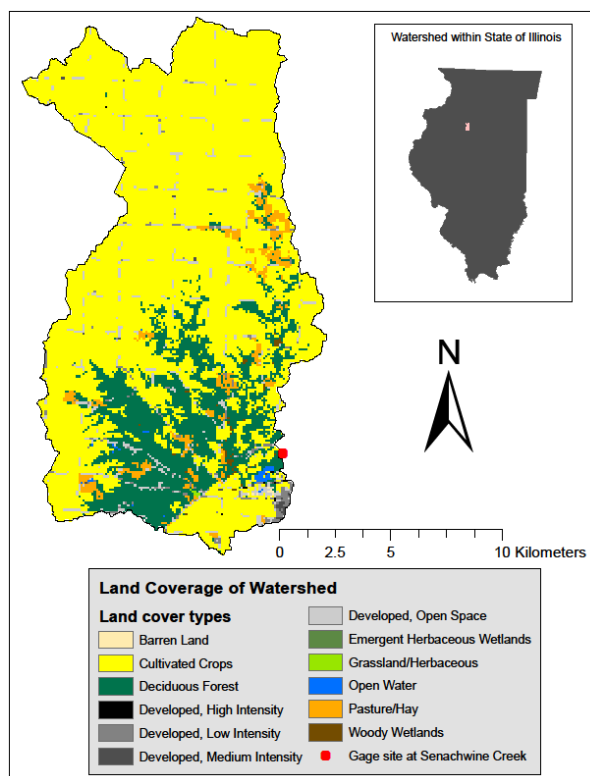 Watershed within State of Illinois
N
0 2.5 5 10 Kilometers
Land Coverage of Watershed
Land cover types
Barren Land
Cultivated Crops
Deciduous Forest
Developed, High Intensity
Developed, Low Intensity
Developed, Medium Intensity
Developed, Open Space
Emergent Herbaceous Wetlands
Grassland/Herbaceous
Open Water
Pasture/Hay
Woody Wetlands
Gage site at Senachwine Creek